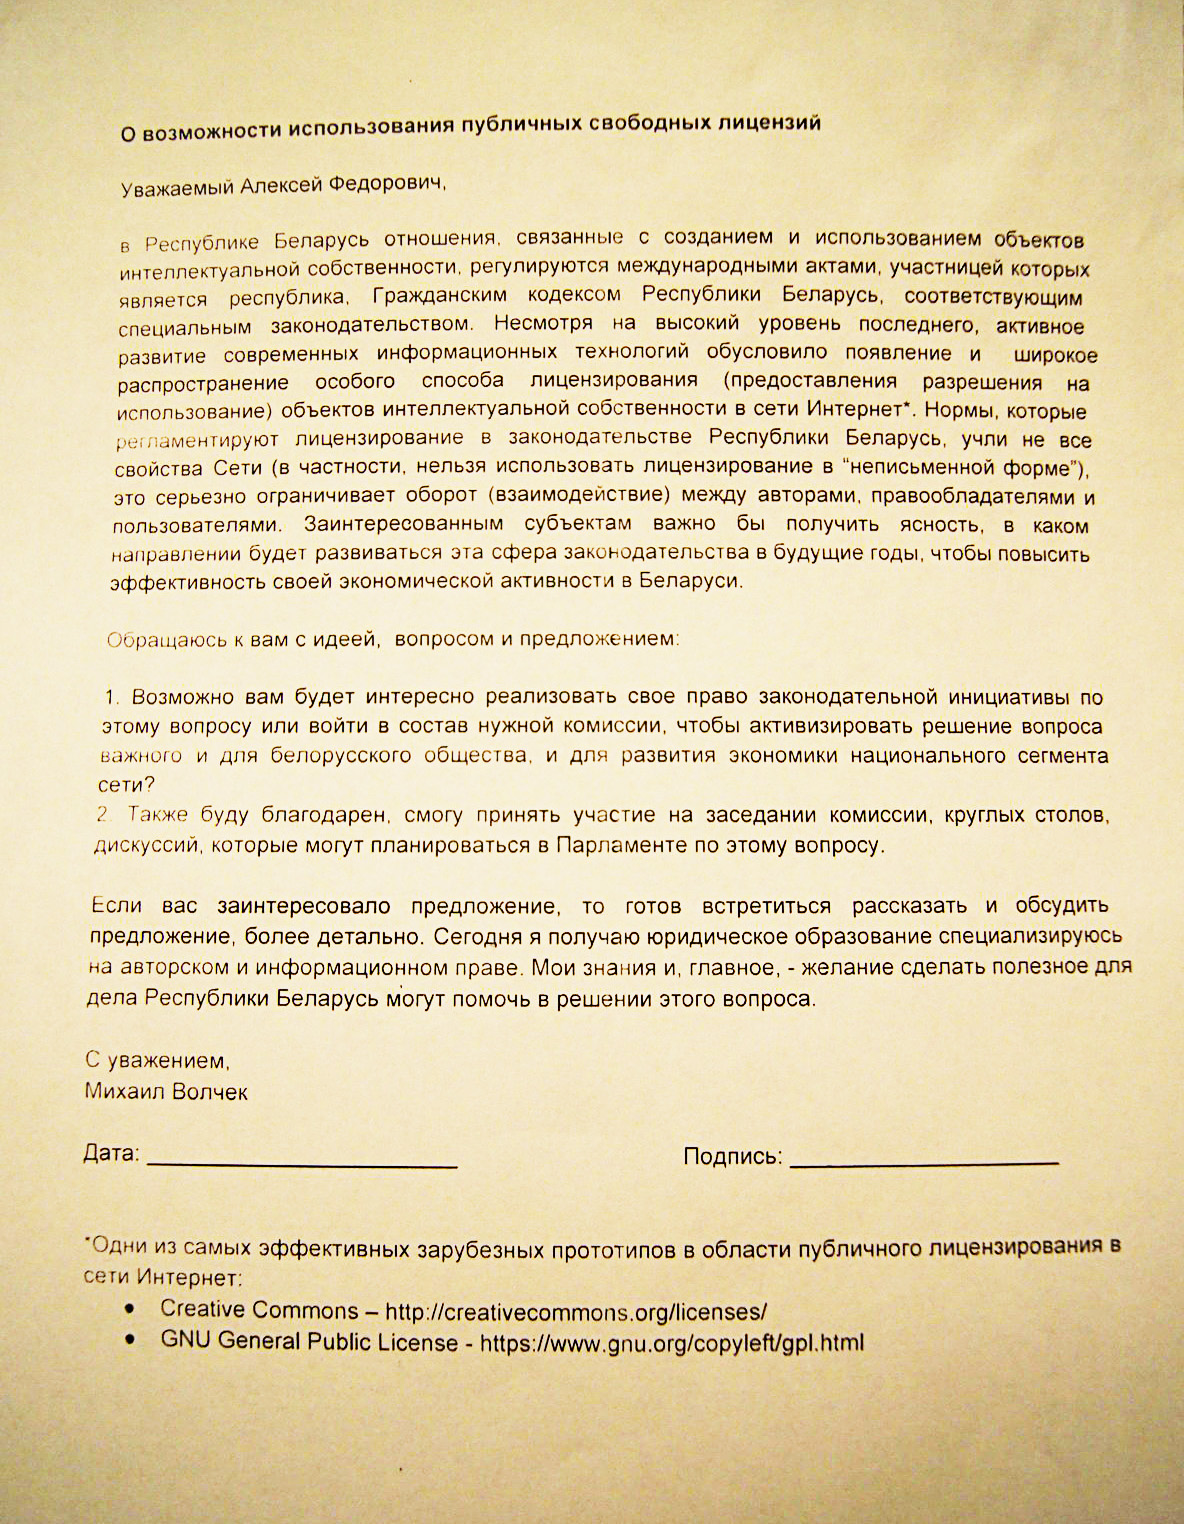 О возможности использования публичных свободных лицензий
Уважаемый Алексей Федорович,
в Республике Беларусь отношения, связанные с созданием и использованием объектов
интеллектуальной собственности, регулируются международными актами, участницей которых
является республика, Гражданским кодексом Республики Беларусь, соответствующим
специальным законодательством. Несмотря на высокий уровень последнего, активное
развитие современных информационных технологий обусловило появление и широкое
распространение особого способа лицензирования (предоставления разрешения на
использование) объектов интеллектуальной собственности в сети Интернет*. Нормы, которые
регламентируют лицензирование в законодательстве Республики Беларусь, учли не все
свойства Сети (в частности, нельзя использовать лицензирование в “неписьменной форме”),
это серьезно ограничивает оборот (взаимодействие) между авторами, правообладателями и
пользователями. Заинтересованным субъектам важно бы получить ясность, в каком
направлении будет развиваться эта сфера законодательства в будущие годы, чтобы повысить
эффективность своей экономической активности в Беларуси.
Обращаюсь к вам с идеей, вопросом и предложением:
1. Возможно вам будет интересно реализовать свое право законодательной инициативы по
этому вопросу или войти в состав нужной комиссии, чтобы активизировать решение вопроса
важного и для белорусского общества, и для развития экономики национального сегмента
сети?
2. Также буду благодарен, смогу принять участие на заседании комиссии, круглых столов,
дискуссий, которые могут планироваться в Парламенте по этому вопросу.
Если вас заинтересовало предложение, то готов встретиться рассказать и обсудить
предложение, более детально. Сегодня я получаю юридическое образование специализируюсь
на авторском и информационном праве. Мои знания и, главное, - желание сделать полезное для
дела Республики Беларусь могут помочь в решении этого вопроса.
С уважением,
Михаил Волчек
Дата: Подпись:
*Одни из самых эффективных зарубезных прототипов в области публичного лицензирования в
сети Интернет:
• Creative Commons – http://creativecommons.org/licenses/
• GNU General Public License - https://www.gnu.org/copyleft/gpl.html